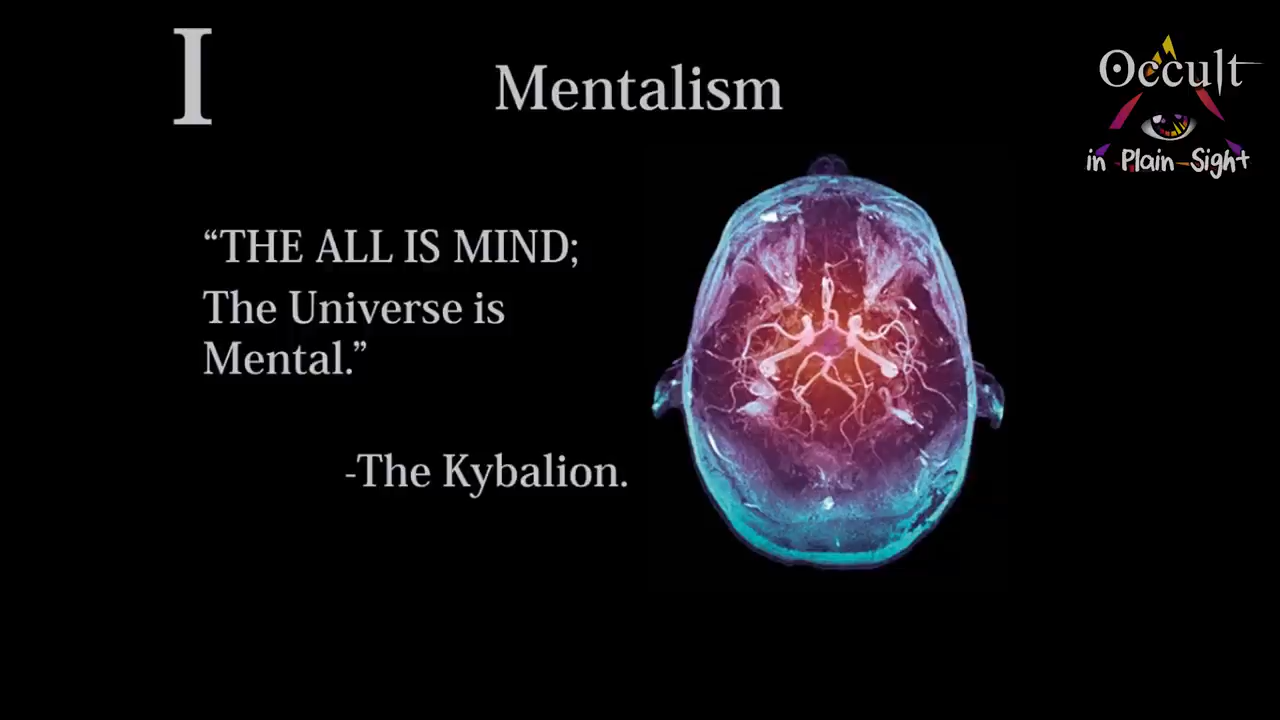 I
Mentalism
Occult
in Plain Sight
“THE ALL IS MIND;
The Universe is
Mental.”
-The Kybalion.